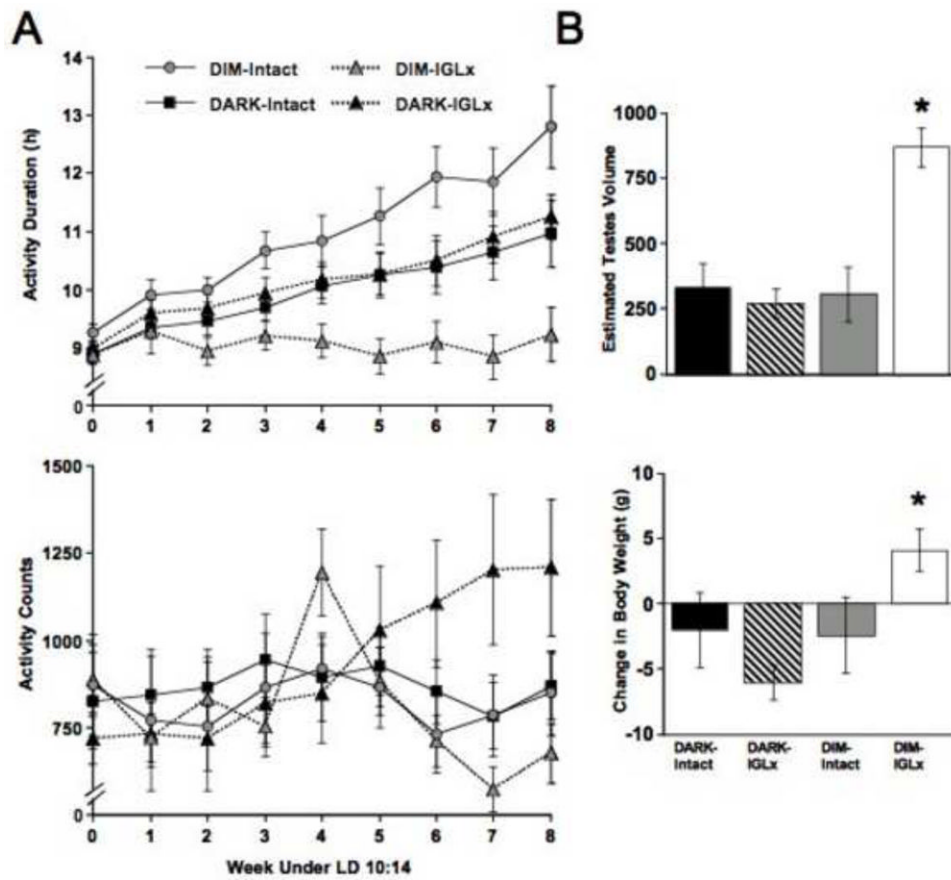 A
B
DIM-Intact
DIM-IGLx
DARK-Intact
DARK-IGLx
Activity Duration (h)
14
13
12
11
10
9
0
0 1 2 3 4 5 6 7 8
Estimated Testes Volume
1000
750
500
250
0
*
Activity Counts
1500
1250
1000
750
0
0 1 2 3 4 5 6 7 8
Week Under LD 10:14
Change in Body Weight (g)
10
5
0
-5
-10
*
DARK- DARK- DIM- DIM-
Intact IGLx Intact IGLx